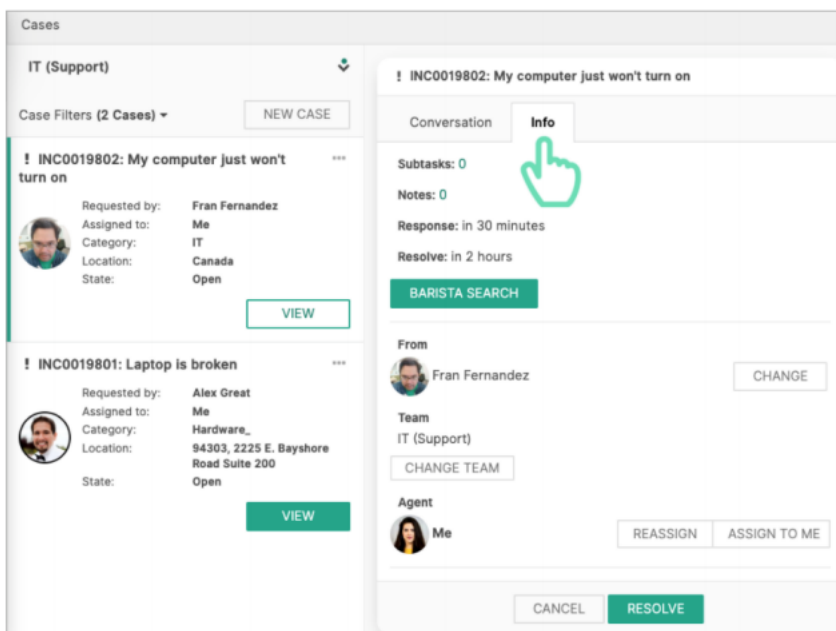 Cases
IT (Support)
Case Filters (2 Cases)
NEW CASE
! INC0019802: My computer just won't
turn on
Requested by: Fran Fernandez
Assigned to: Me
Category: IT
Location: Canada
State: Open
VIEW
! INC0019801: Laptop is broken
Requested by: Alex Great
Assigned to: Me
Category: Hardware_
Location: 94303, 2225 E. Bayshore
Road Suite 200
State: Open
VIEW
! INC0019802: My computer just won't turn on
Conversation Info
Subtasks: 0
Notes: 0
Response: in 30 minutes
Resolve: in 2 hours
BARISTA SEARCH
From
Fran Fernandez
CHANGE
Team
IT (Support)
CHANGE TEAM
Agent
Me
REASSIGN ASSIGN TO ME
CANCEL RESOLVE